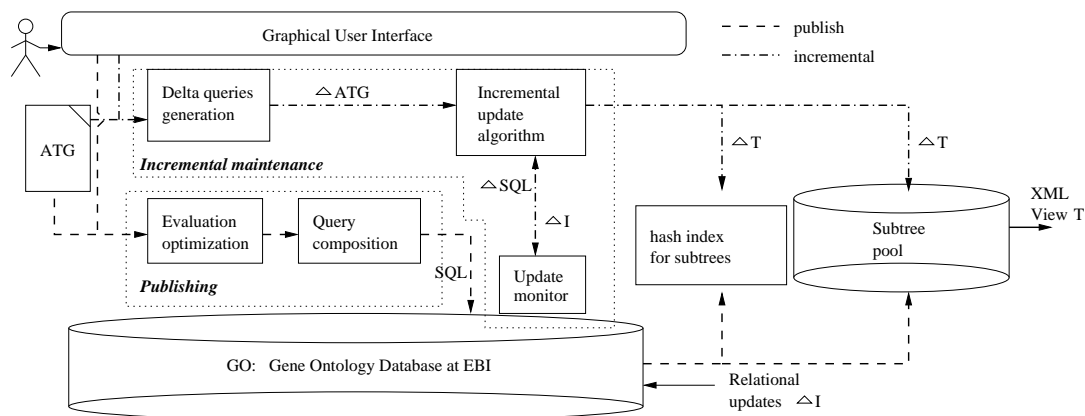 Graphical User Interface
publish
incremental
Delta queries
generation
△ ATG
Incremental
update
algorithm
△ T
△ T
ATG
Incremental maintenance
△ SQL
△ I
Evaluation
optimization
Query
composition
SQL
Publishing
Update
monitor
hash index
for subtrees
Subtree
pool
XML
View T
GO: Gene Ontology Database at EBI
Relational
updates △ I